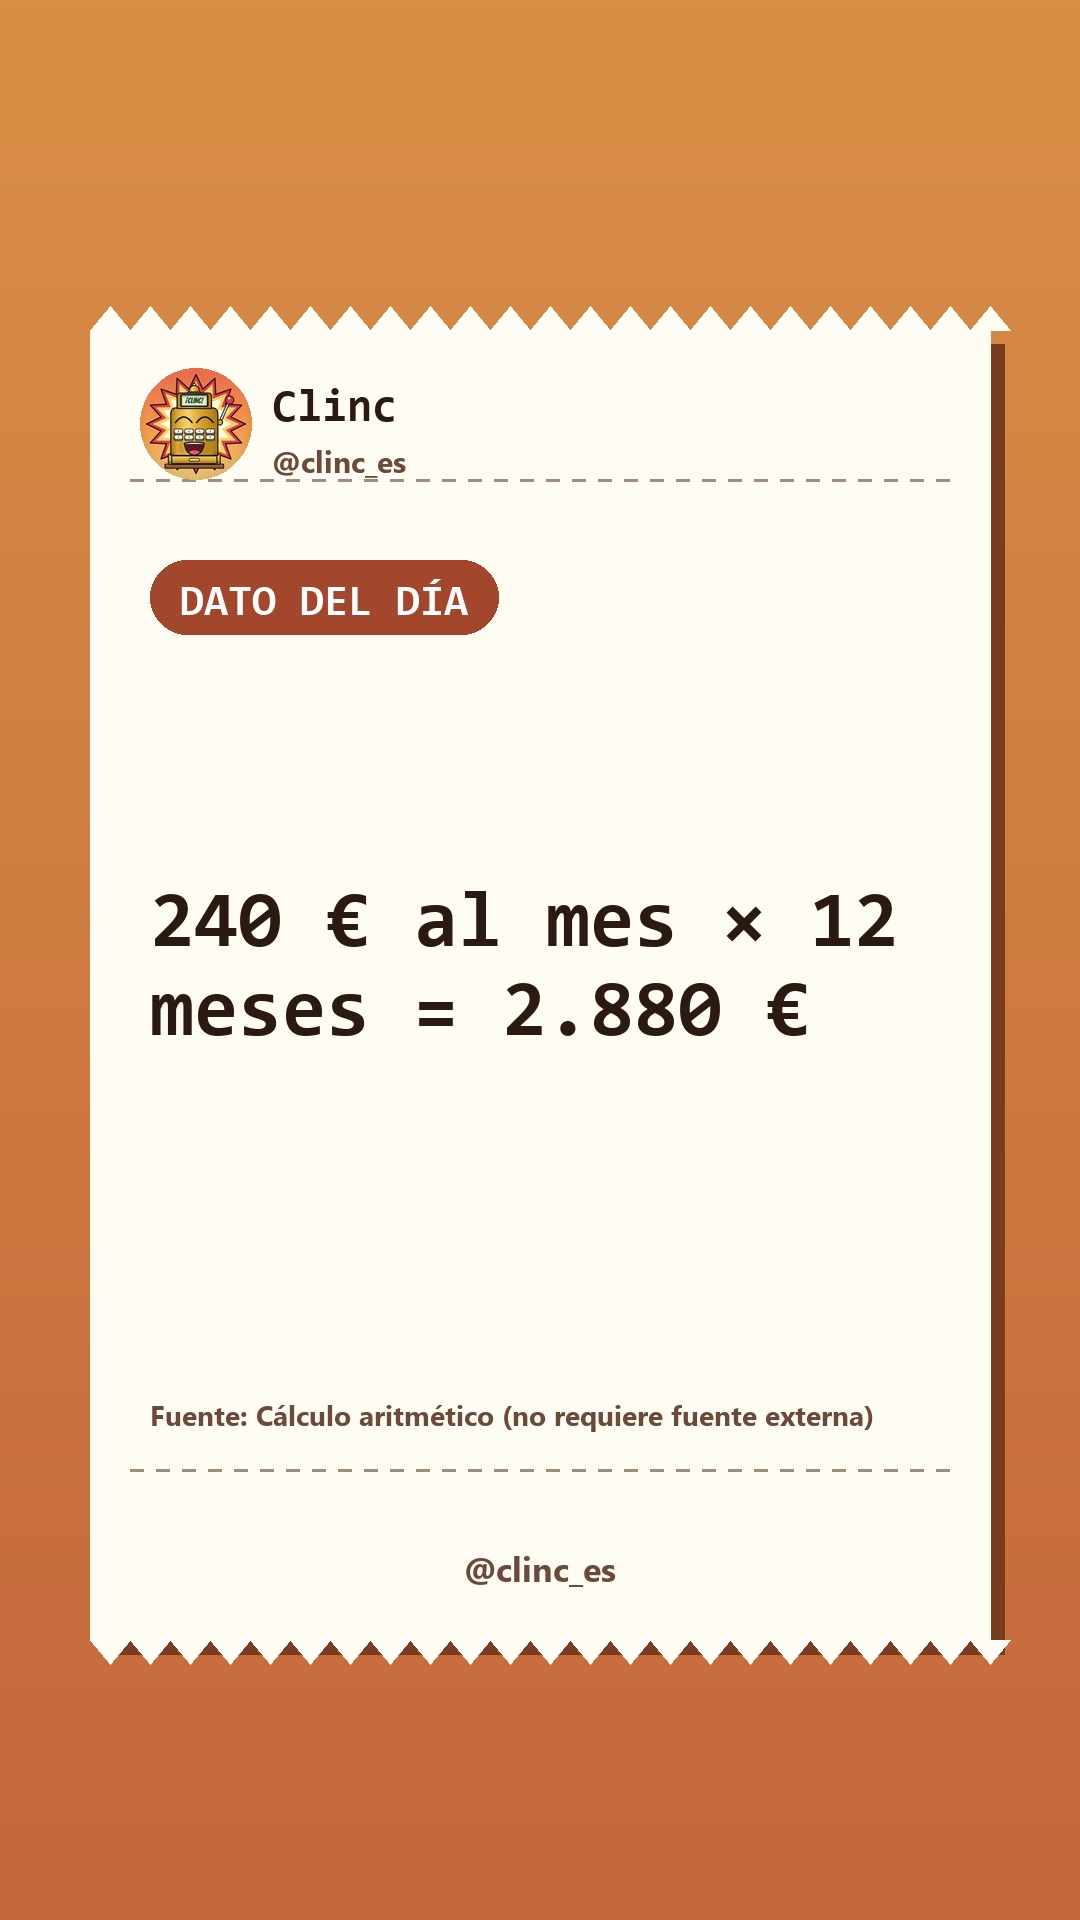 ¡CLINC!
Clinc
@clinc_es
DATO DEL DÍA
240 € al mes × 12
meses = 2.880 €
Fuente: Cálculo aritmético (no requiere fuente externa)
@clinc_es